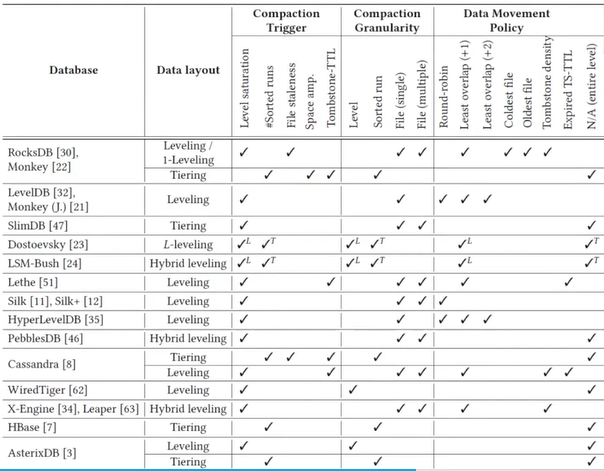 Compaction Trigger Compaction Granularity Data Movement Policy
Database Data layout Level saturation #Sorted runs File staleness Space amp. Tombstone-TTL Level Sorted run File (single) File (multiple) Round-robin Least overlap (+1) Least overlap (+2) Coldest file Oldest file Tombstone density Expired TS-TTL N/A (entire level)
RocksDB [30], Monkey [22] Leveling / 1-Leveling ✓ ✓ ✓ ✓ ✓ ✓ ✓ ✓
Tiering ✓ ✓ ✓ ✓ ✓
LevelDB [32], Monkey (J.) [21] Leveling ✓ ✓ ✓ ✓ ✓
SlimDB [47] Tiering ✓ ✓ ✓ ✓
Dostoevsky [23] L-leveling ✓L ✓T ✓L ✓T ✓L ✓T
LSM-Bush [24] Hybrid leveling ✓L ✓T ✓L ✓T ✓L ✓T
Lethe [51] Leveling ✓ ✓ ✓ ✓ ✓ ✓
Silk [11], Silk+ [12] Leveling ✓ ✓ ✓ ✓
HyperLevelDB [35] Leveling ✓ ✓ ✓ ✓ ✓
PebblesDB [46] Hybrid leveling ✓ ✓ ✓ ✓
Cassandra [8] Tiering ✓ ✓ ✓ ✓ ✓
Leveling ✓ ✓ ✓ ✓ ✓ ✓ ✓
WiredTiger [62] Leveling ✓ ✓ ✓
X-Engine [34], Leaper [63] Hybrid leveling ✓ ✓ ✓ ✓ ✓
HBase [7] Tiering ✓ ✓ ✓
AsterixDB [3] Leveling ✓ ✓ ✓
Tiering ✓ ✓ ✓